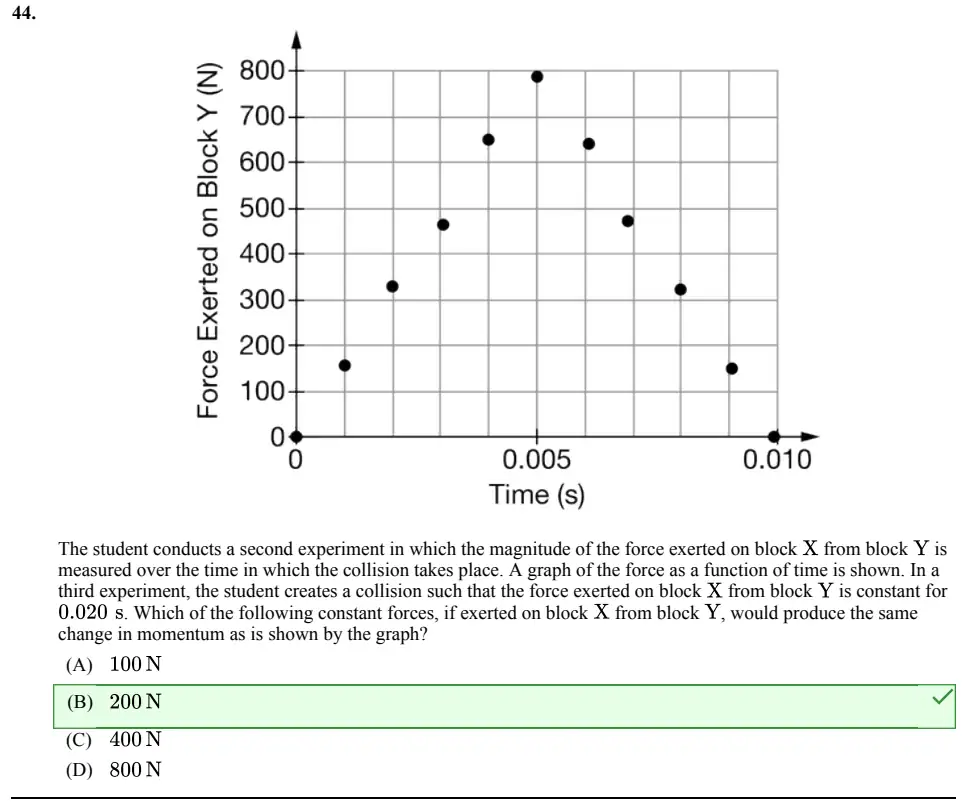 44.
Force Exerted on Block Y (N)
800
700
600
500
400
300
200
100
0
0 0.005 0.010
Time (s)
The student conducts a second experiment in which the magnitude of the force exerted on block X from block Y is
measured over the time in which the collision takes place. A graph of the force as a function of time is shown. In a
third experiment, the student creates a collision such that the force exerted on block X from block Y is constant for
0.020 s. Which of the following constant forces, if exerted on block X from block Y, would produce the same
change in momentum as is shown by the graph?
(A) 100 N
(B) 200 N
(C) 400 N
(D) 800 N